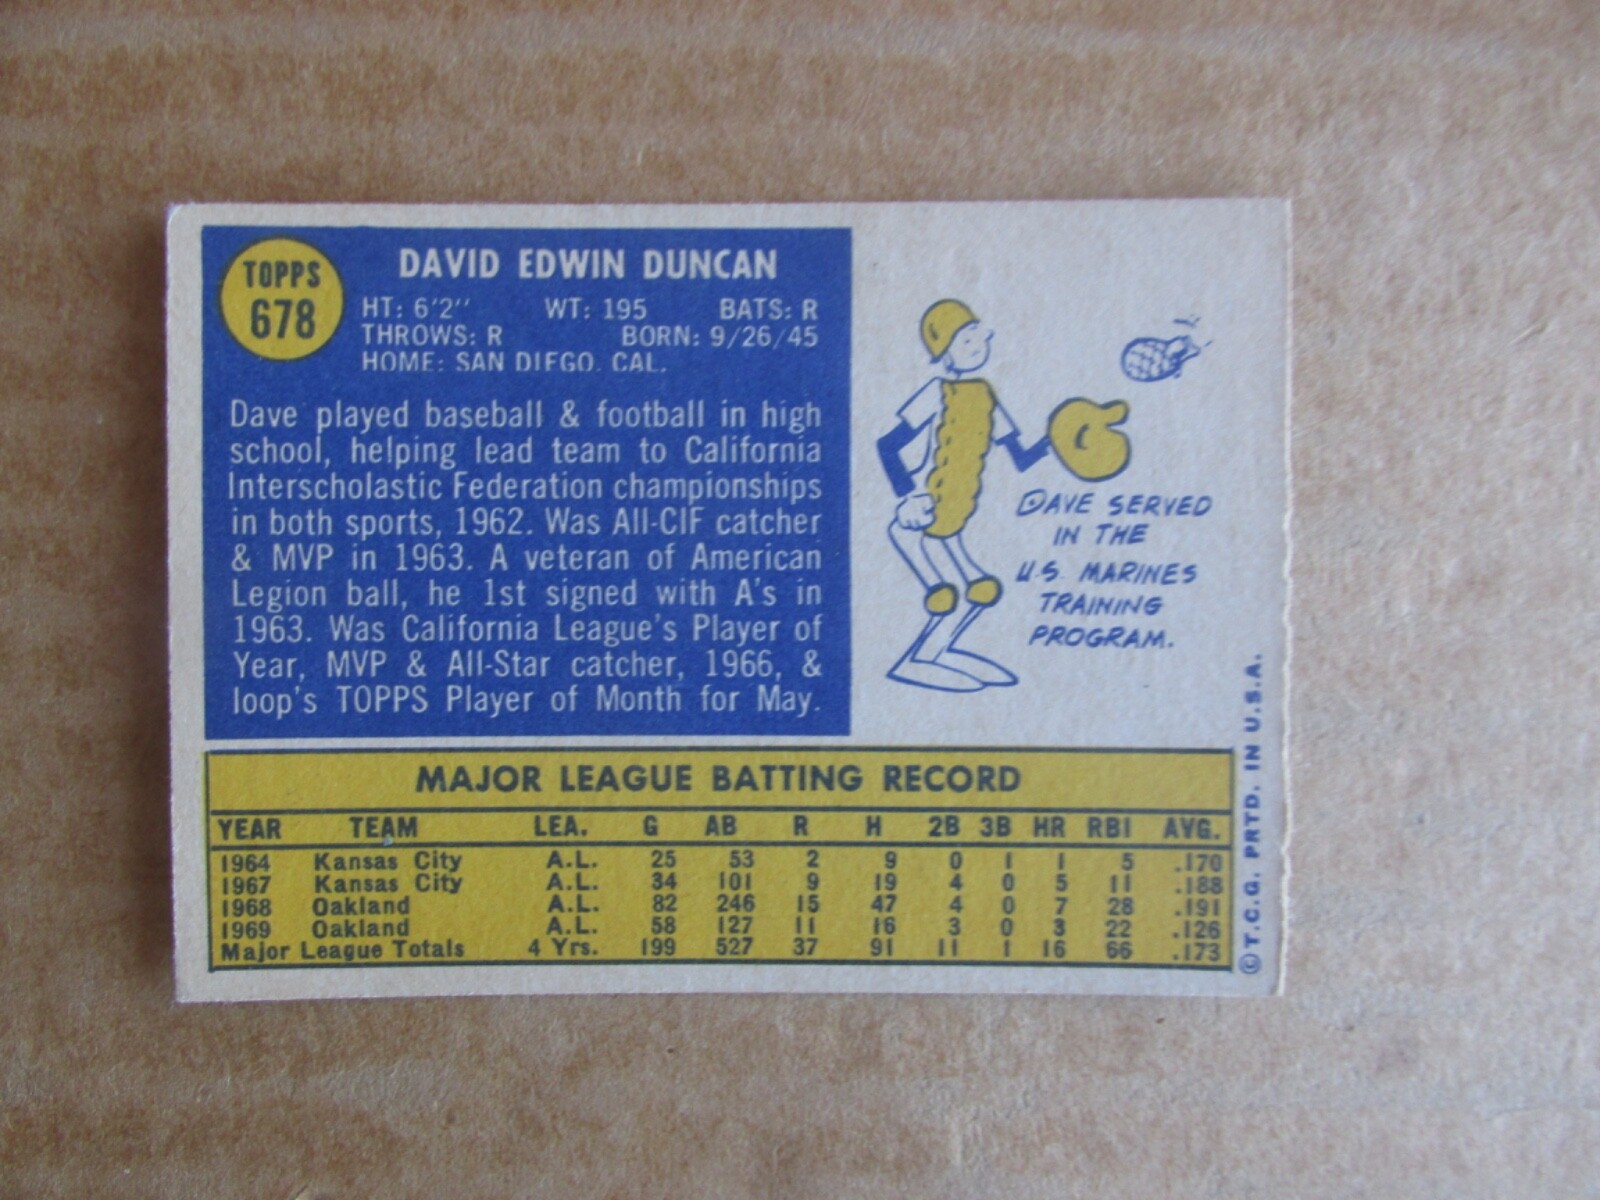 TOPPS
678
DAVID EDWIN DUNCAN
HT: 6'2" WT: 195 BATS: R
THROWS: R BORN: 9/26/45
HOME: SAN DIEGO, CAL.
Dave played baseball & football in high
school, helping lead team to California
Interscholastic Federation championships
in both sports, 1962. Was All-CIF catcher
& MVP in 1963. A veteran of American
Legion ball, he 1st signed with A's in
1963. Was California League's Player of
Year, MVP & All-Star catcher, 1966, &
loop's TOPPS Player of Month for May.
DAVE SERVED
IN THE
U.S. MARINES
TRAINING
PROGRAM.
MAJOR LEAGUE BATTING RECORD
YEAR TEAM LEA. G AB R H 2B 3B HR RBI AVG.
1964 Kansas City A.L. 25 53 2 9 0 1 1 5 .170
1967 Kansas City A.L. 34 101 9 19 4 0 5 11 .188
1968 Oakland A.L. 82 246 15 47 4 0 7 28 .191
1969 Oakland A.L. 58 127 11 16 3 0 3 22 .126
Major League Totals 4 Yrs. 199 527 37 91 11 1 16 66 .173
© T.C.G. PRTD. IN U.S.A.